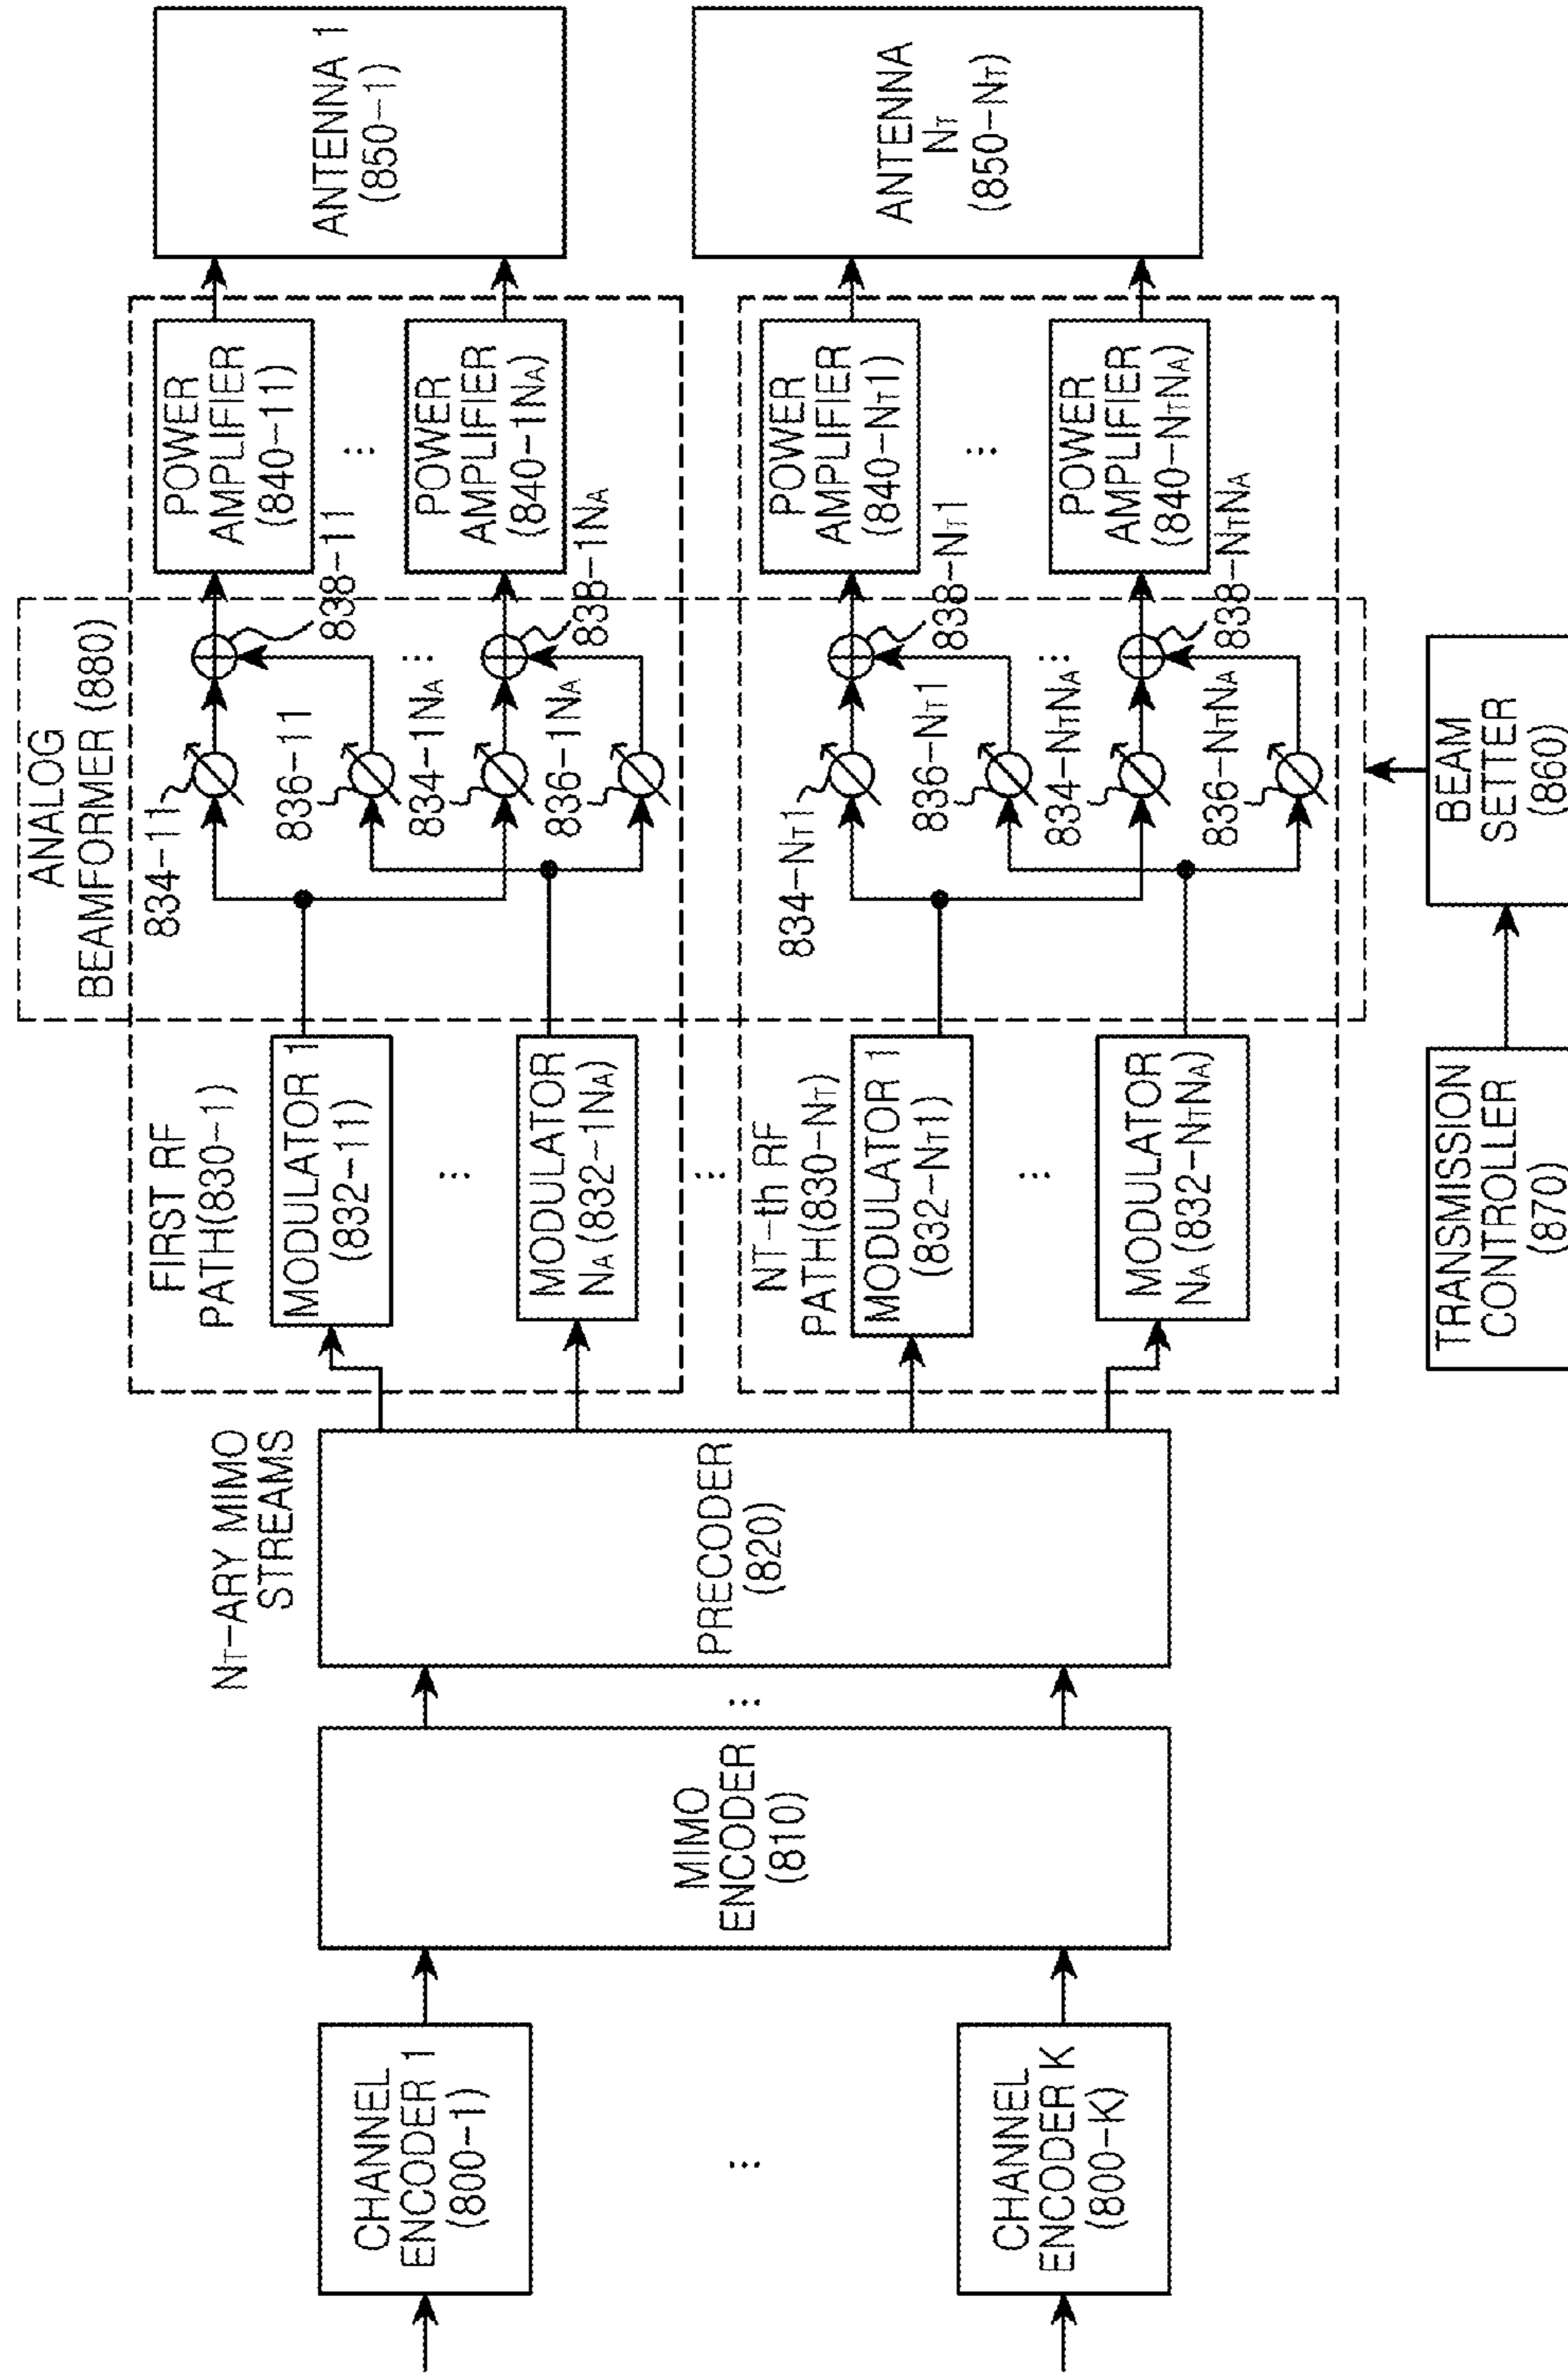 CHANNEL
ENCODER 1
(800-1)
...
CHANNEL
ENCODER K
(800-K)
MIMO
ENCODER
(810)
...
PRECODER
(820)
NT-ARY MIMO
STREAMS
FIRST RF
PATH(830-1)
MODULATOR 1
(832-11)
...
MODULATOR
NA (832-1NA)
...
NT-th RF
PATH(830-NT)
MODULATOR 1
(832-NT1)
...
MODULATOR
NA (832-NTNA)
ANALOG
BEAMFORMER (880)
834-11
836-11
834-1NA
836-1NA
838-11
...
838-1NA
834-NT1
836-NT1
834-NTNA
836-NTNA
838-NT1
...
838-NTNA
POWER
AMPLIFIER
(840-11)
...
POWER
AMPLIFIER
(840-1NA)
POWER
AMPLIFIER
(840-NT1)
...
POWER
AMPLIFIER
(840-NTNA)
ANTENNA 1
(850-1)
ANTENNA
NT
(850-NT)
TRANSMISSION
CONTROLLER
(870)
BEAM
SETTER
(860)